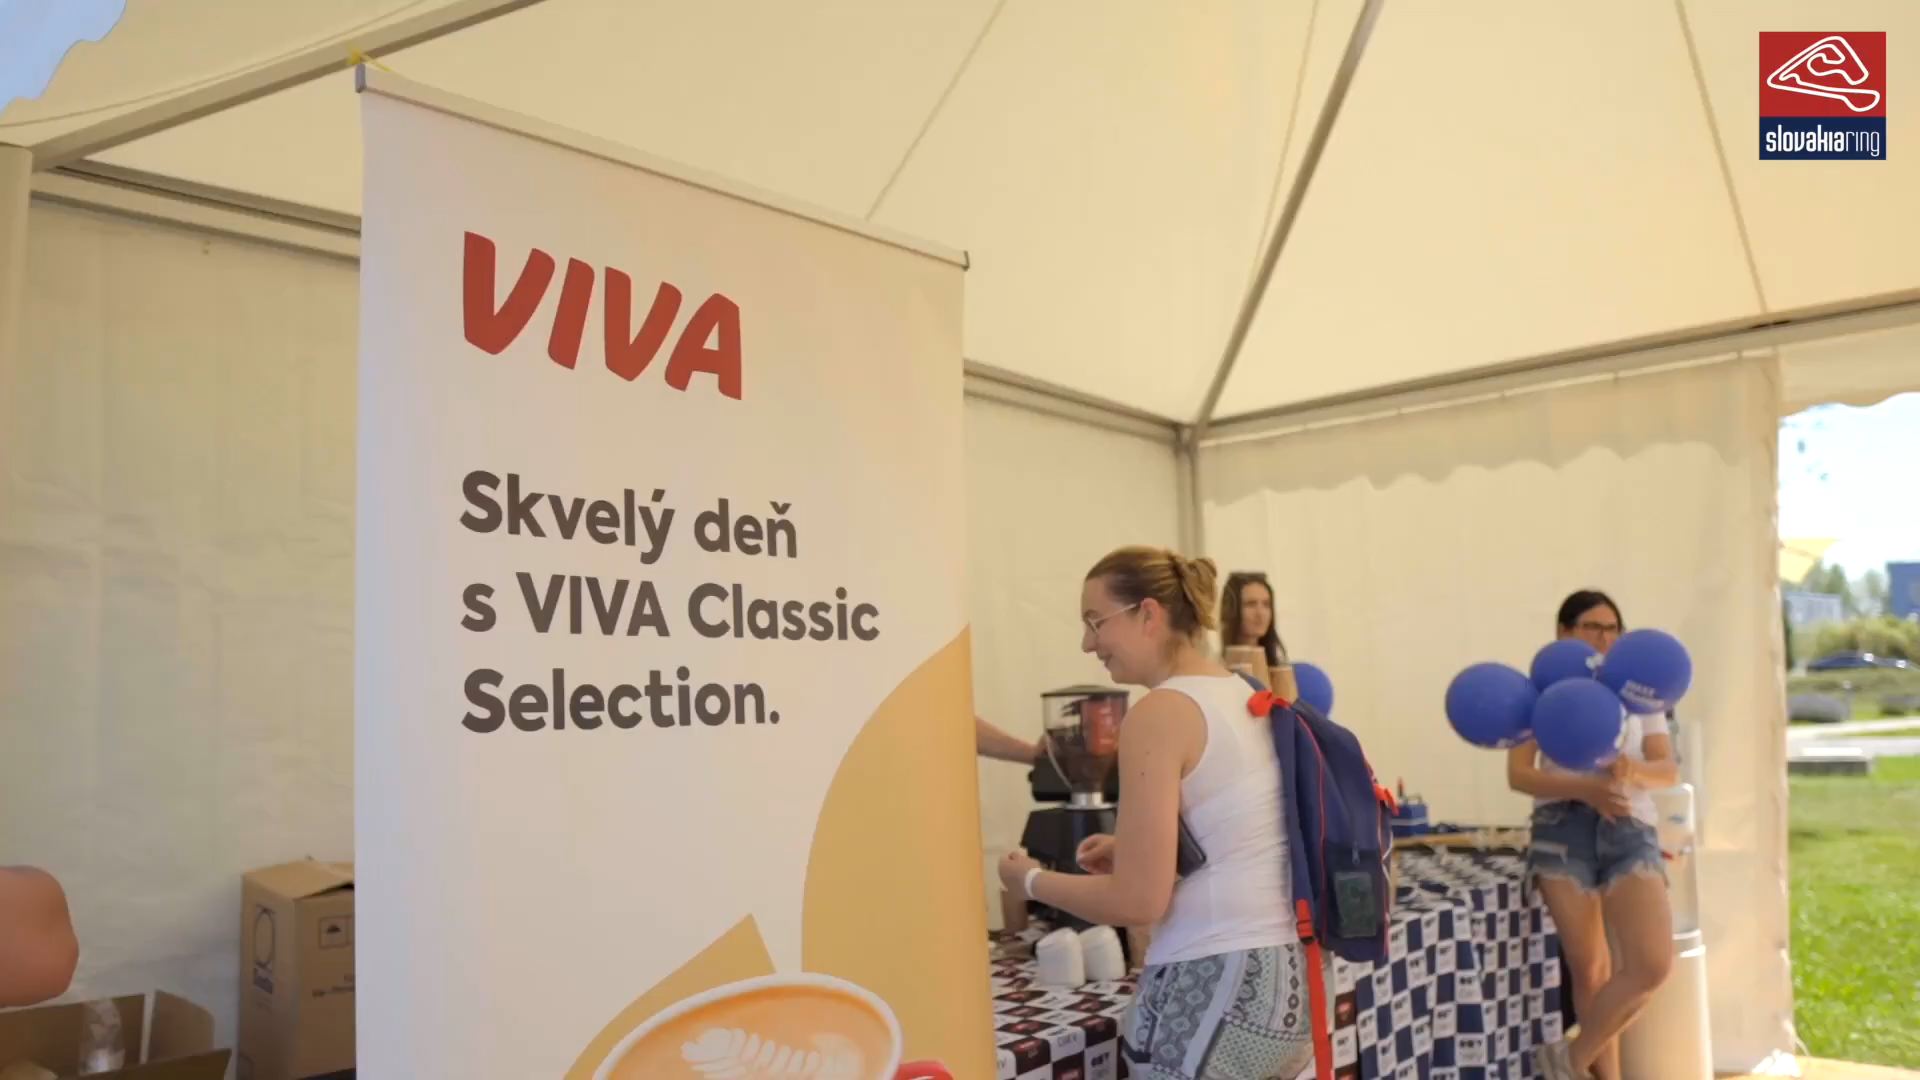 slovakiaring
VIVA
Skvelý deň
s VIVA Classic
Selection.